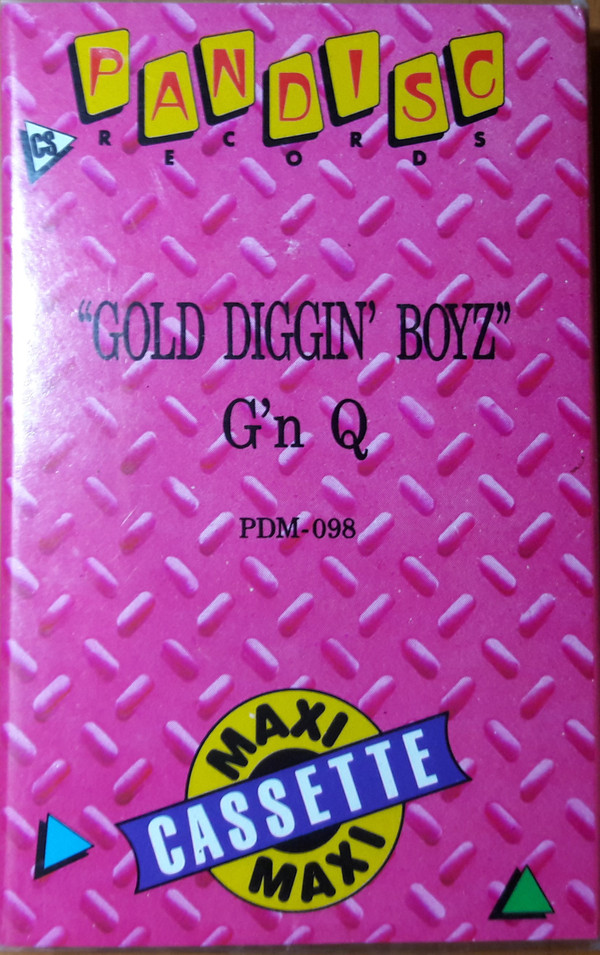 PANDISC
RECORDS
CS
“GOLD DIGGIN’ BOYZ”
G’n Q
PDM-098
MAXI
CASSETTE
MAXI